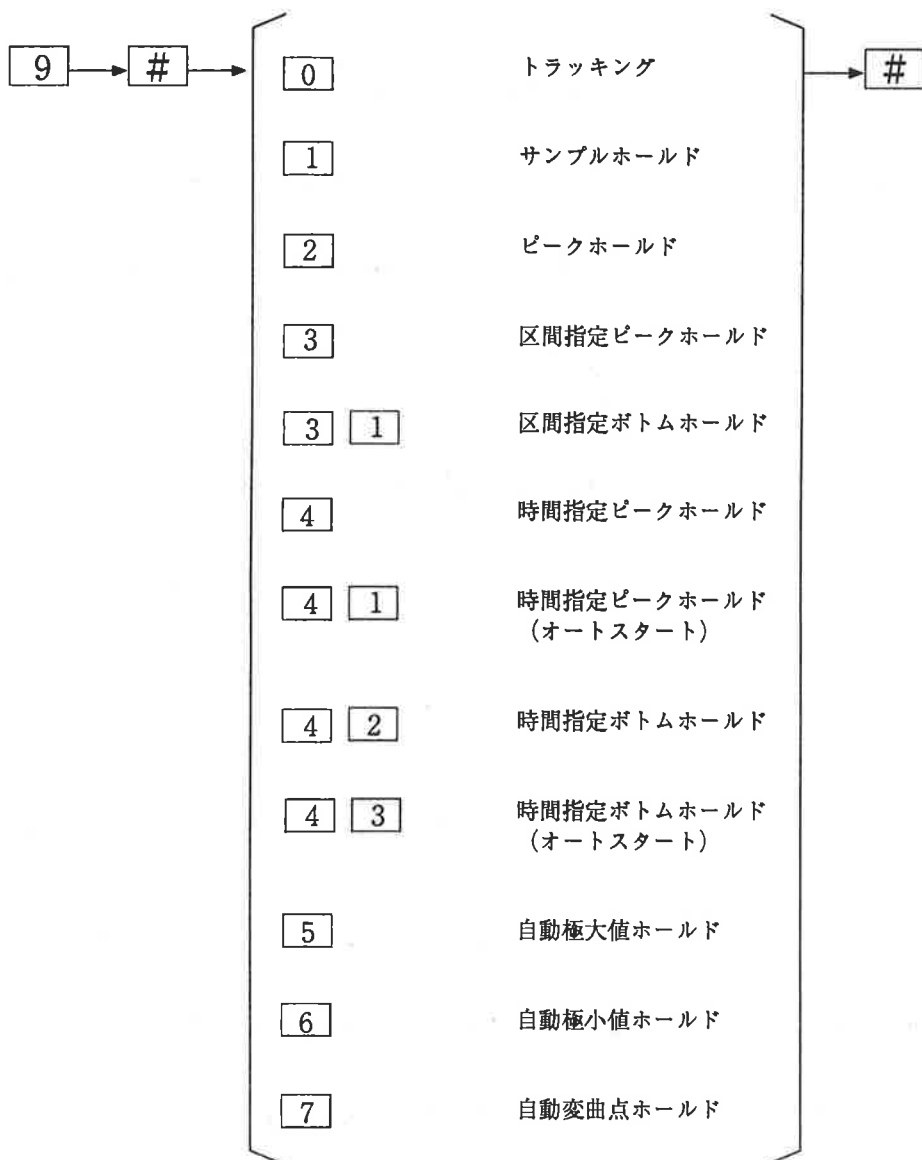 9 # 0 トラッキング #
1 サンプルホールド
2 ピークホールド
3 区間指定ピークホールド
3 1 区間指定ボトムホールド
4 時間指定ピークホールド
4 1 時間指定ピークホールド
(オートスタート)
4 2 時間指定ボトムホールド
4 3 時間指定ボトムホールド
(オートスタート)
5 自動極大値ホールド
6 自動極小値ホールド
7 自動変曲点ホールド